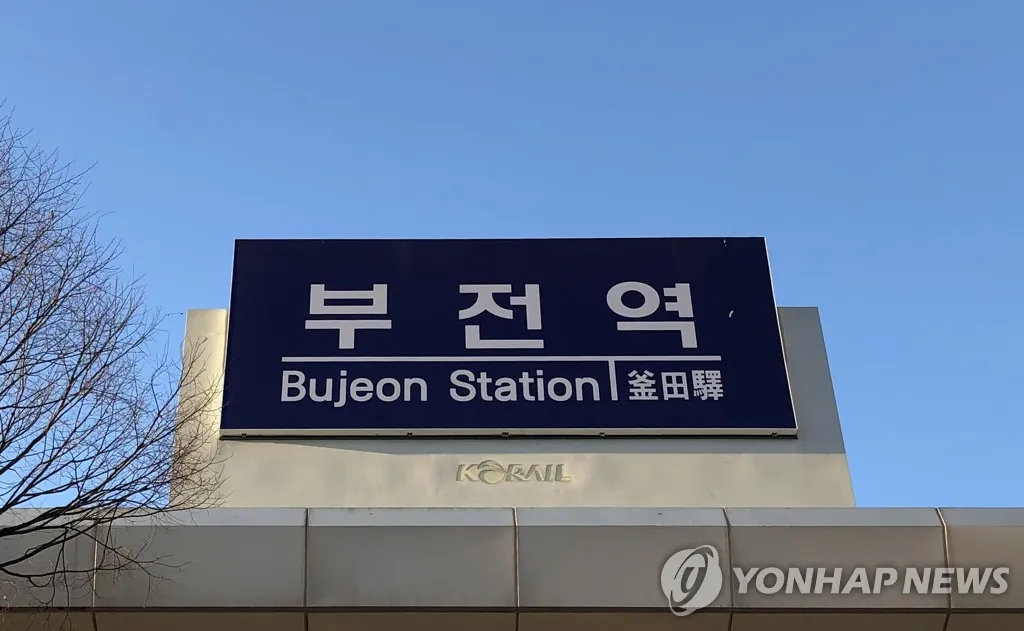 부전역
Bujeon Station 釜田驛
KORAIL
YONHAP NEWS